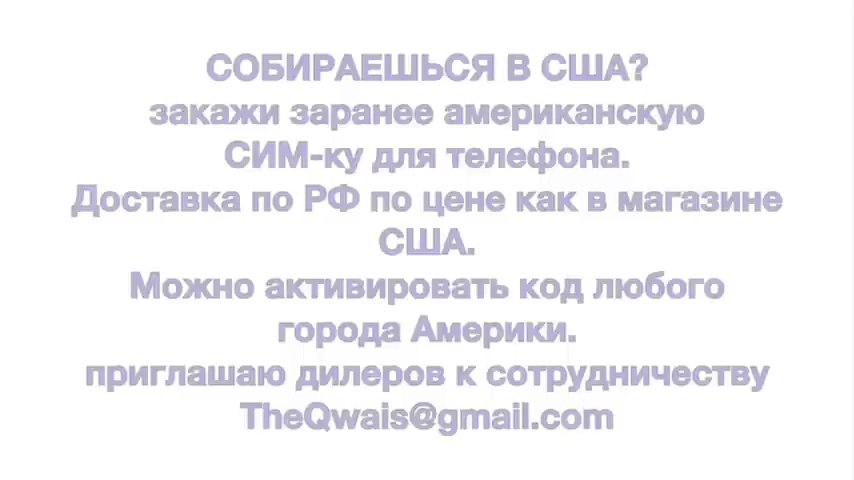 СОБИРАЕШЬСЯ В США?
закажи заранее американскую
СИМ-ку для телефона.
Доставка по РФ по цене как в магазине
США.
Можно активировать код любого
города Америки.
приглашаю дилеров к сотрудничеству
TheQwais@gmail.com